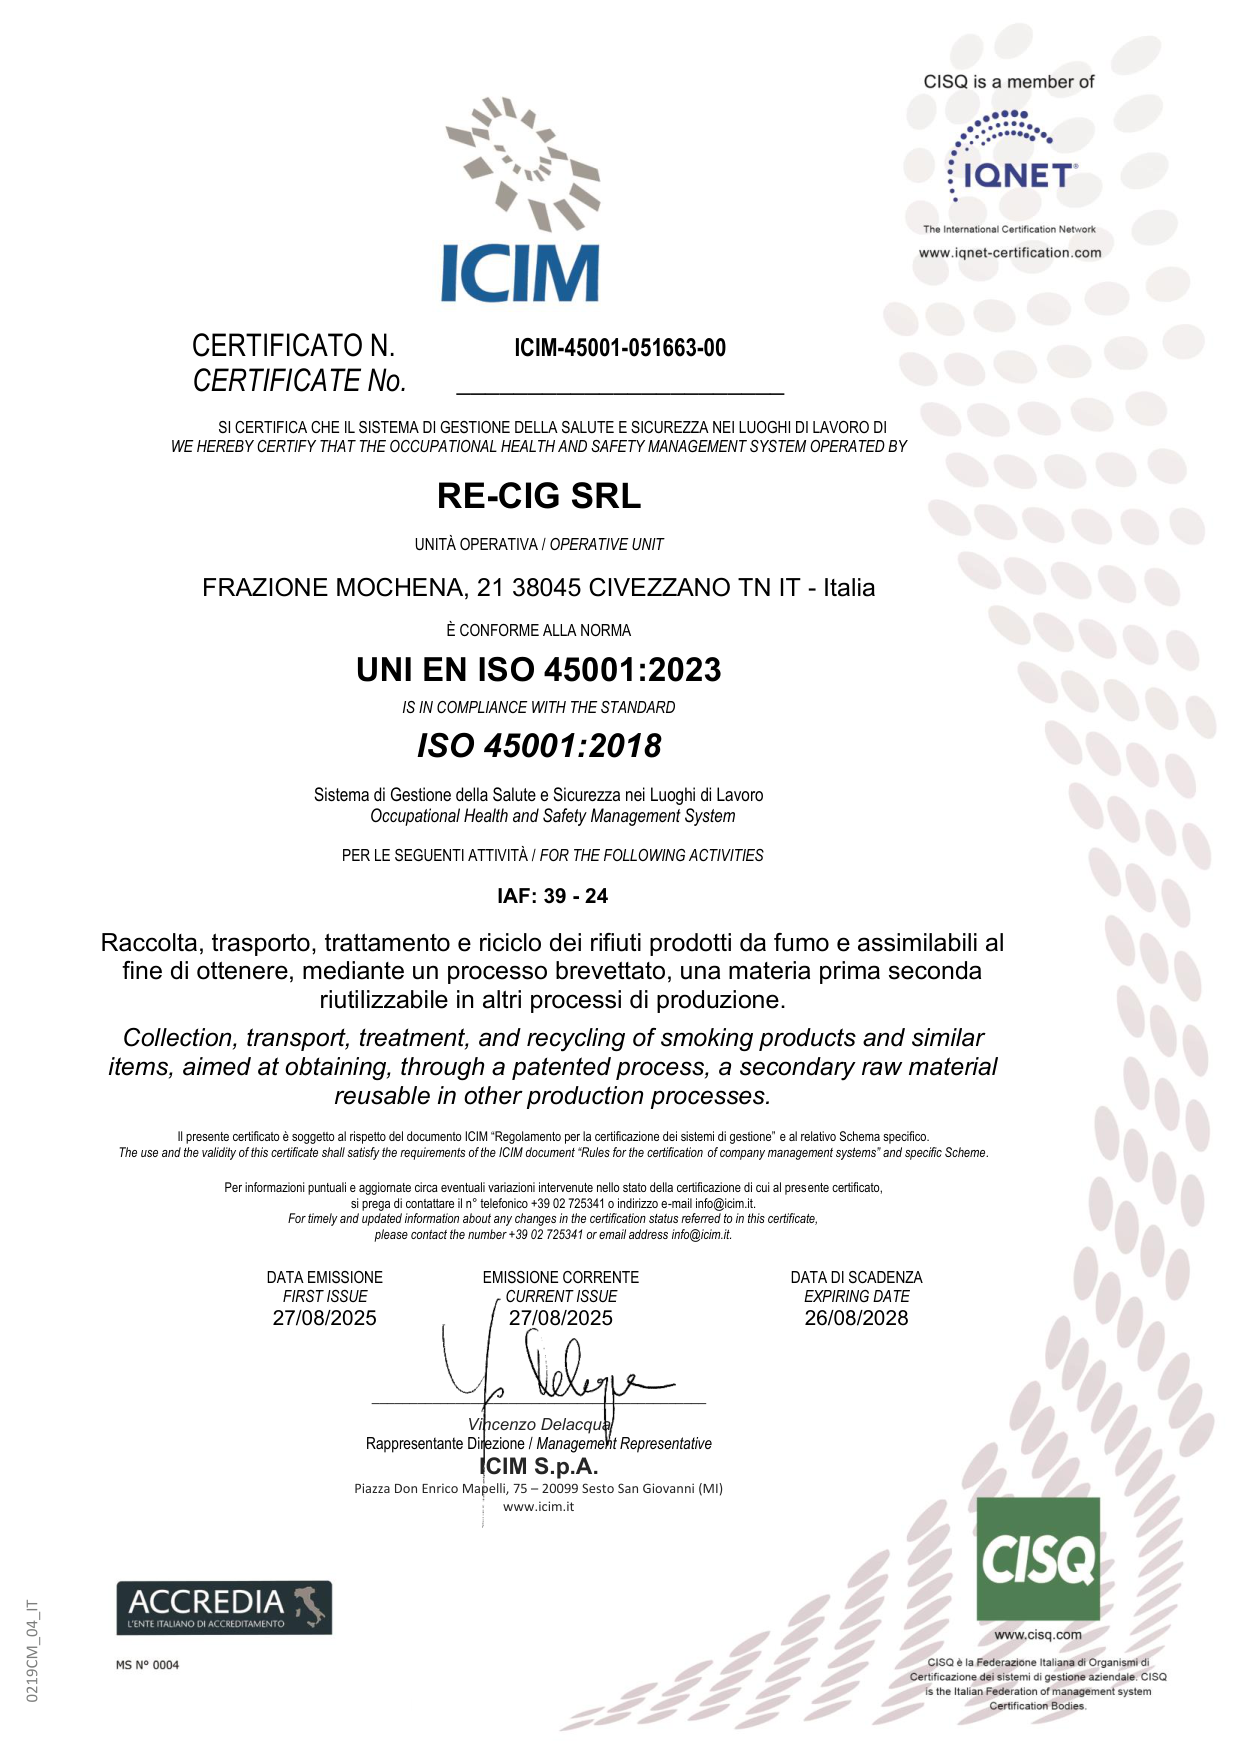 CISQ is a member of
IQNET®
The International Certification Network
www.iqnet-certification.com
ICIM
CERTIFICATO N.
CERTIFICATE No.
ICIM-45001-051663-00
SI CERTIFICA CHE IL SISTEMA DI GESTIONE DELLA SALUTE E SICUREZZA NEI LUOGHI DI LAVORO DI
WE HEREBY CERTIFY THAT THE OCCUPATIONAL HEALTH AND SAFETY MANAGEMENT SYSTEM OPERATED BY
RE-CIG SRL
UNITÀ OPERATIVA / OPERATIVE UNIT
FRAZIONE MOCHENA, 21 38045 CIVEZZANO TN IT - Italia
È CONFORME ALLA NORMA
UNI EN ISO 45001:2023
IS IN COMPLIANCE WITH THE STANDARD
ISO 45001:2018
Sistema di Gestione della Salute e Sicurezza nei Luoghi di Lavoro
Occupational Health and Safety Management System
PER LE SEGUENTI ATTIVITÀ / FOR THE FOLLOWING ACTIVITIES
IAF: 39 - 24
Raccolta, trasporto, trattamento e riciclo dei rifiuti prodotti da fumo e assimilabili al
fine di ottenere, mediante un processo brevettato, una materia prima seconda
riutilizzabile in altri processi di produzione.
Collection, transport, treatment, and recycling of smoking products and similar
items, aimed at obtaining, through a patented process, a secondary raw material
reusable in other production processes.
Il presente certificato è soggetto al rispetto del documento ICIM “Regolamento per la certificazione dei sistemi di gestione” e al relativo Schema specifico.
The use and the validity of this certificate shall satisfy the requirements of the ICIM document “Rules for the certification of company management systems” and specific Scheme.
Per informazioni puntuali e aggiornate circa eventuali variazioni intervenute nello stato della certificazione di cui al presente certificato,
si prega di contattare il n° telefonico +39 02 725341 o indirizzo e-mail info@icim.it.
For timely and updated information about any changes in the certification status referred to in this certificate,
please contact the number +39 02 725341 or email address info@icim.it.
DATA EMISSIONE
FIRST ISSUE
27/08/2025
EMISSIONE CORRENTE
CURRENT ISSUE
27/08/2025
DATA DI SCADENZA
EXPIRING DATE
26/08/2028
Vincenzo Delacqua
Rappresentante Direzione / Management Representative
ICIM S.p.A.
Piazza Don Enrico Mapelli, 75 – 20099 Sesto San Giovanni (MI)
www.icim.it
ACCREDIA
L'ENTE ITALIANO DI ACCREDITAMENTO
MS N° 0004
0219CM_04_IT
CISQ
www.cisq.com
CISQ è la Federazione Italiana di Organismi di
Certificazione dei sistemi di gestione aziendale. CISQ
is the Italian Federation of management system
Certification Bodies.